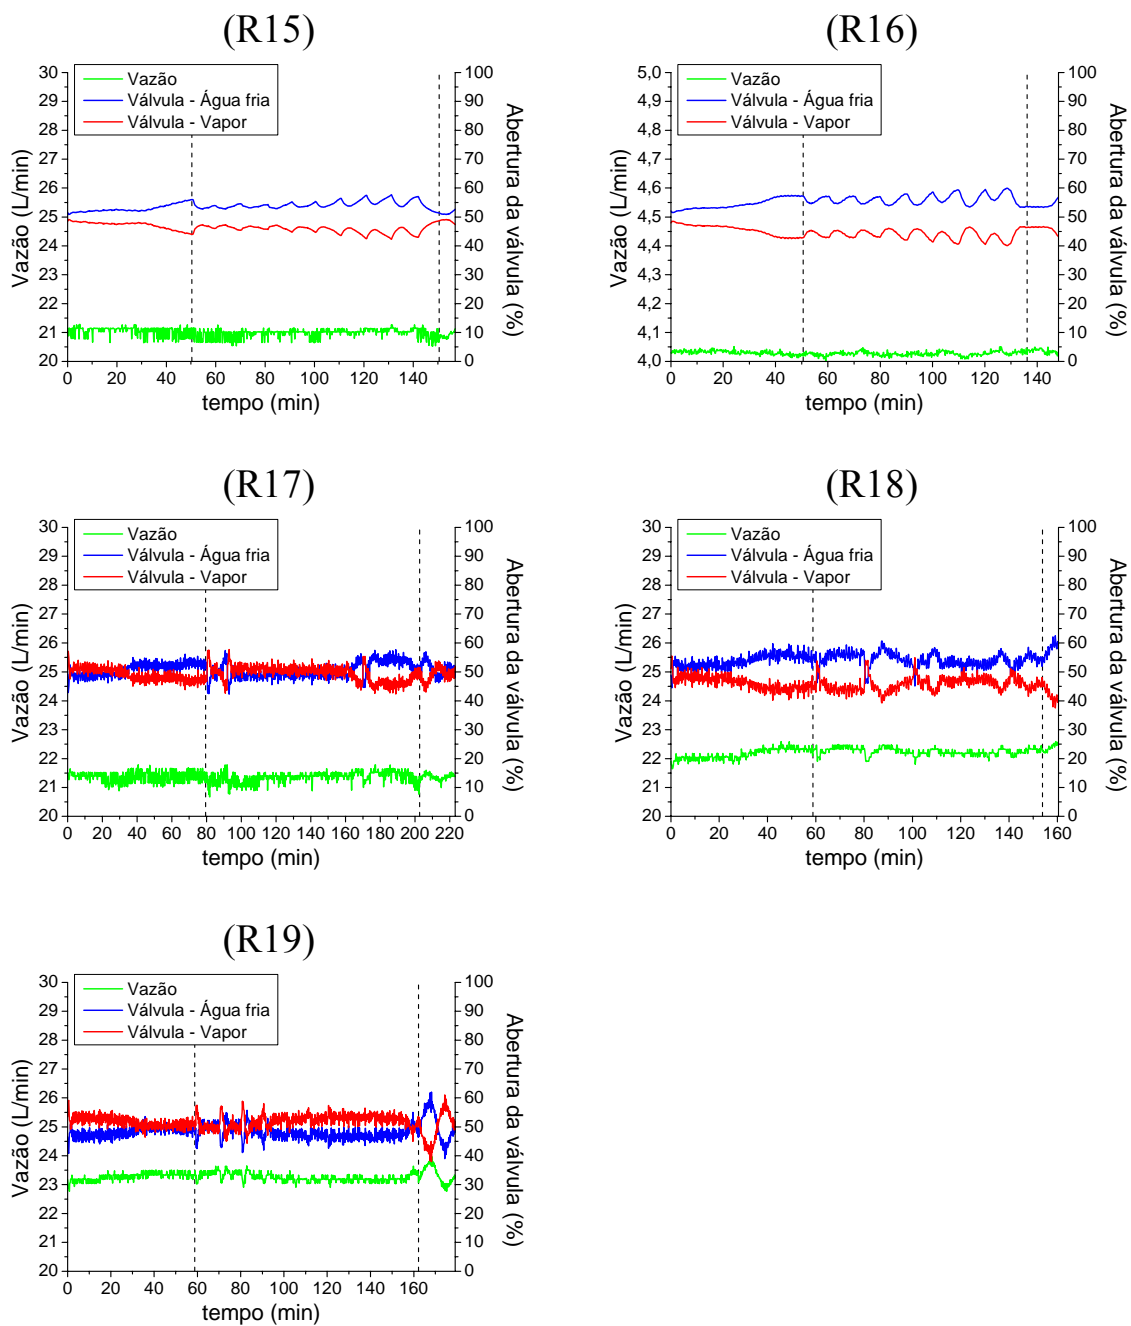 (R15)
Vazão
Válvula - Água fria
Válvula - Vapor
Vazão (L/min)
30
29
28
27
26
25
24
23
22
21
20
100
90
80
70
60
50
40
30
20
10
0
Abertura da válvula (%)
0 20 40 60 80 100 120 140
tempo (min)
(R16)
Vazão
Válvula - Água fria
Válvula - Vapor
Vazão (L/min)
5,0
4,9
4,8
4,7
4,6
4,5
4,4
4,3
4,2
4,1
4,0
100
90
80
70
60
50
40
30
20
10
0
Abertura da válvula (%)
0 20 40 60 80 100 120 140
tempo (min)
(R17)
Vazão
Válvula - Água fria
Válvula - Vapor
Vazão (L/min)
30
29
28
27
26
25
24
23
22
21
20
100
90
80
70
60
50
40
30
20
10
0
Abertura da válvula (%)
0 20 40 60 80 100 120 140 160 180 200 220
tempo (min)
(R18)
Vazão
Válvula - Água fria
Válvula - Vapor
Vazão (L/min)
30
29
28
27
26
25
24
23
22
21
20
100
90
80
70
60
50
40
30
20
10
0
Abertura da válvula (%)
0 20 40 60 80 100 120 140 160
tempo (min)
(R19)
Vazão
Válvula - Água fria
Válvula - Vapor
Vazão (L/min)
30
29
28
27
26
25
24
23
22
21
20
100
90
80
70
60
50
40
30
20
10
0
Abertura da válvula (%)
0 20 40 60 80 100 120 140 160
tempo (min)